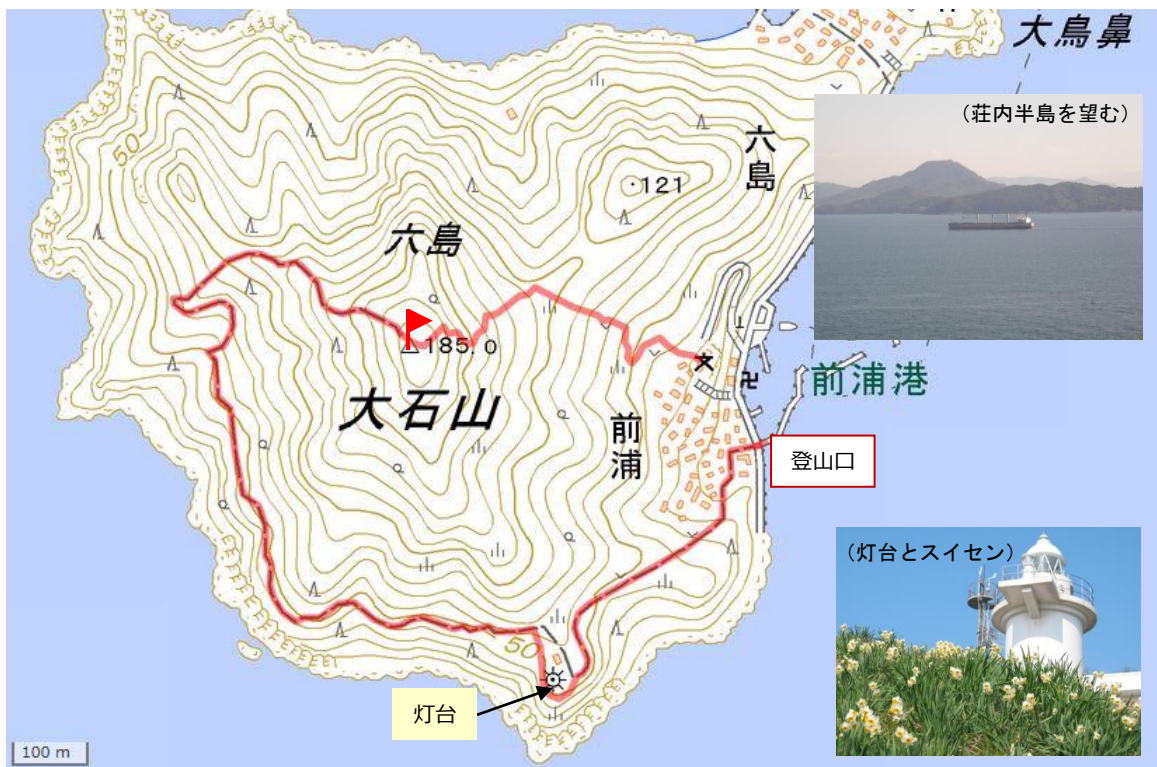 大鳥鼻
(荘内半島を望む)
六島
50
・121
六島
185.0
大石山
前浦港
前浦
登山口
(灯台とスイセン)
50
灯台
100 m